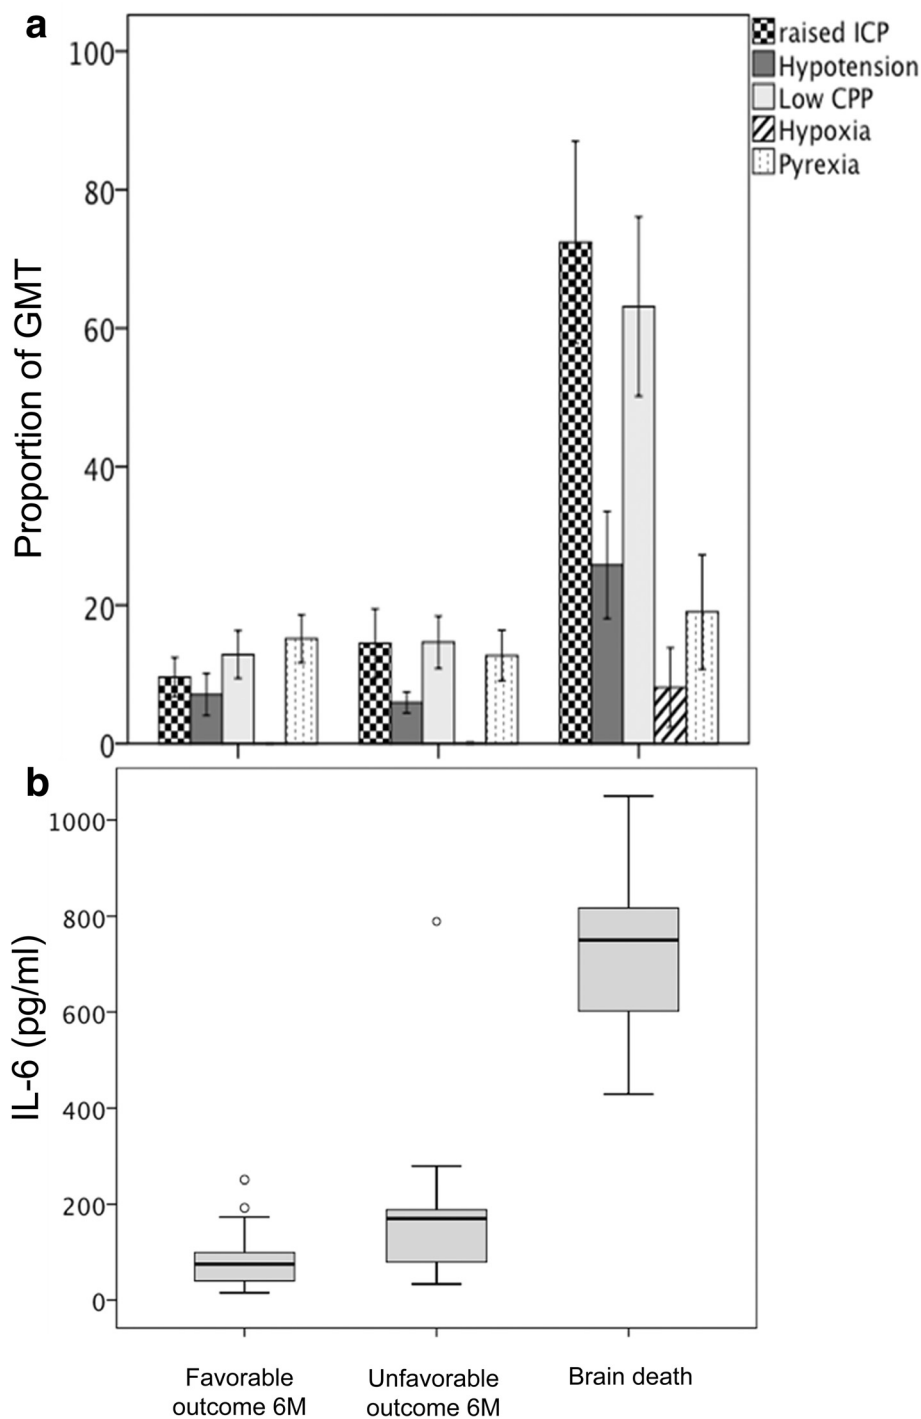 a
raised ICP
Hypotension
Low CPP
Hypoxia
Pyrexia
Proportion of GMT
100
80
60
40
20
0
b
IL-6 (pg/ml)
1000
800
600
400
200
0
Favorable
outcome 6M
Unfavorable
outcome 6M
Brain death